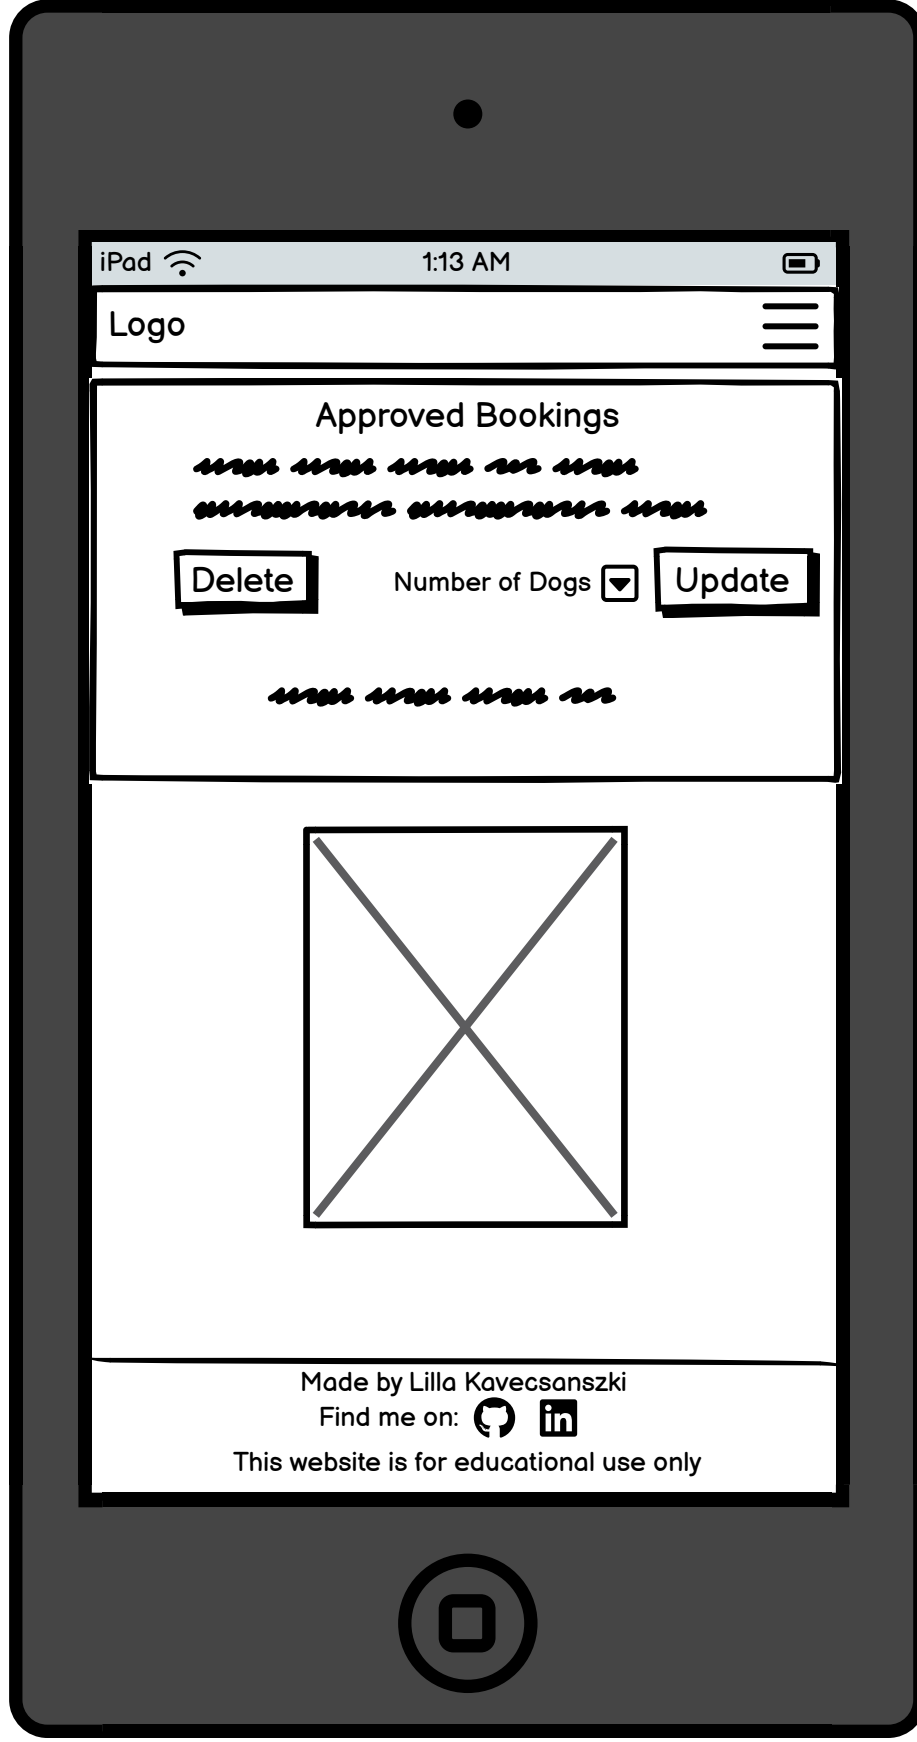 iPad 1:13 AM
Logo
Approved Bookings
Delete Number of Dogs Update
Made by Lilla Kavecsanszki
Find me on: in
This website is for educational use only